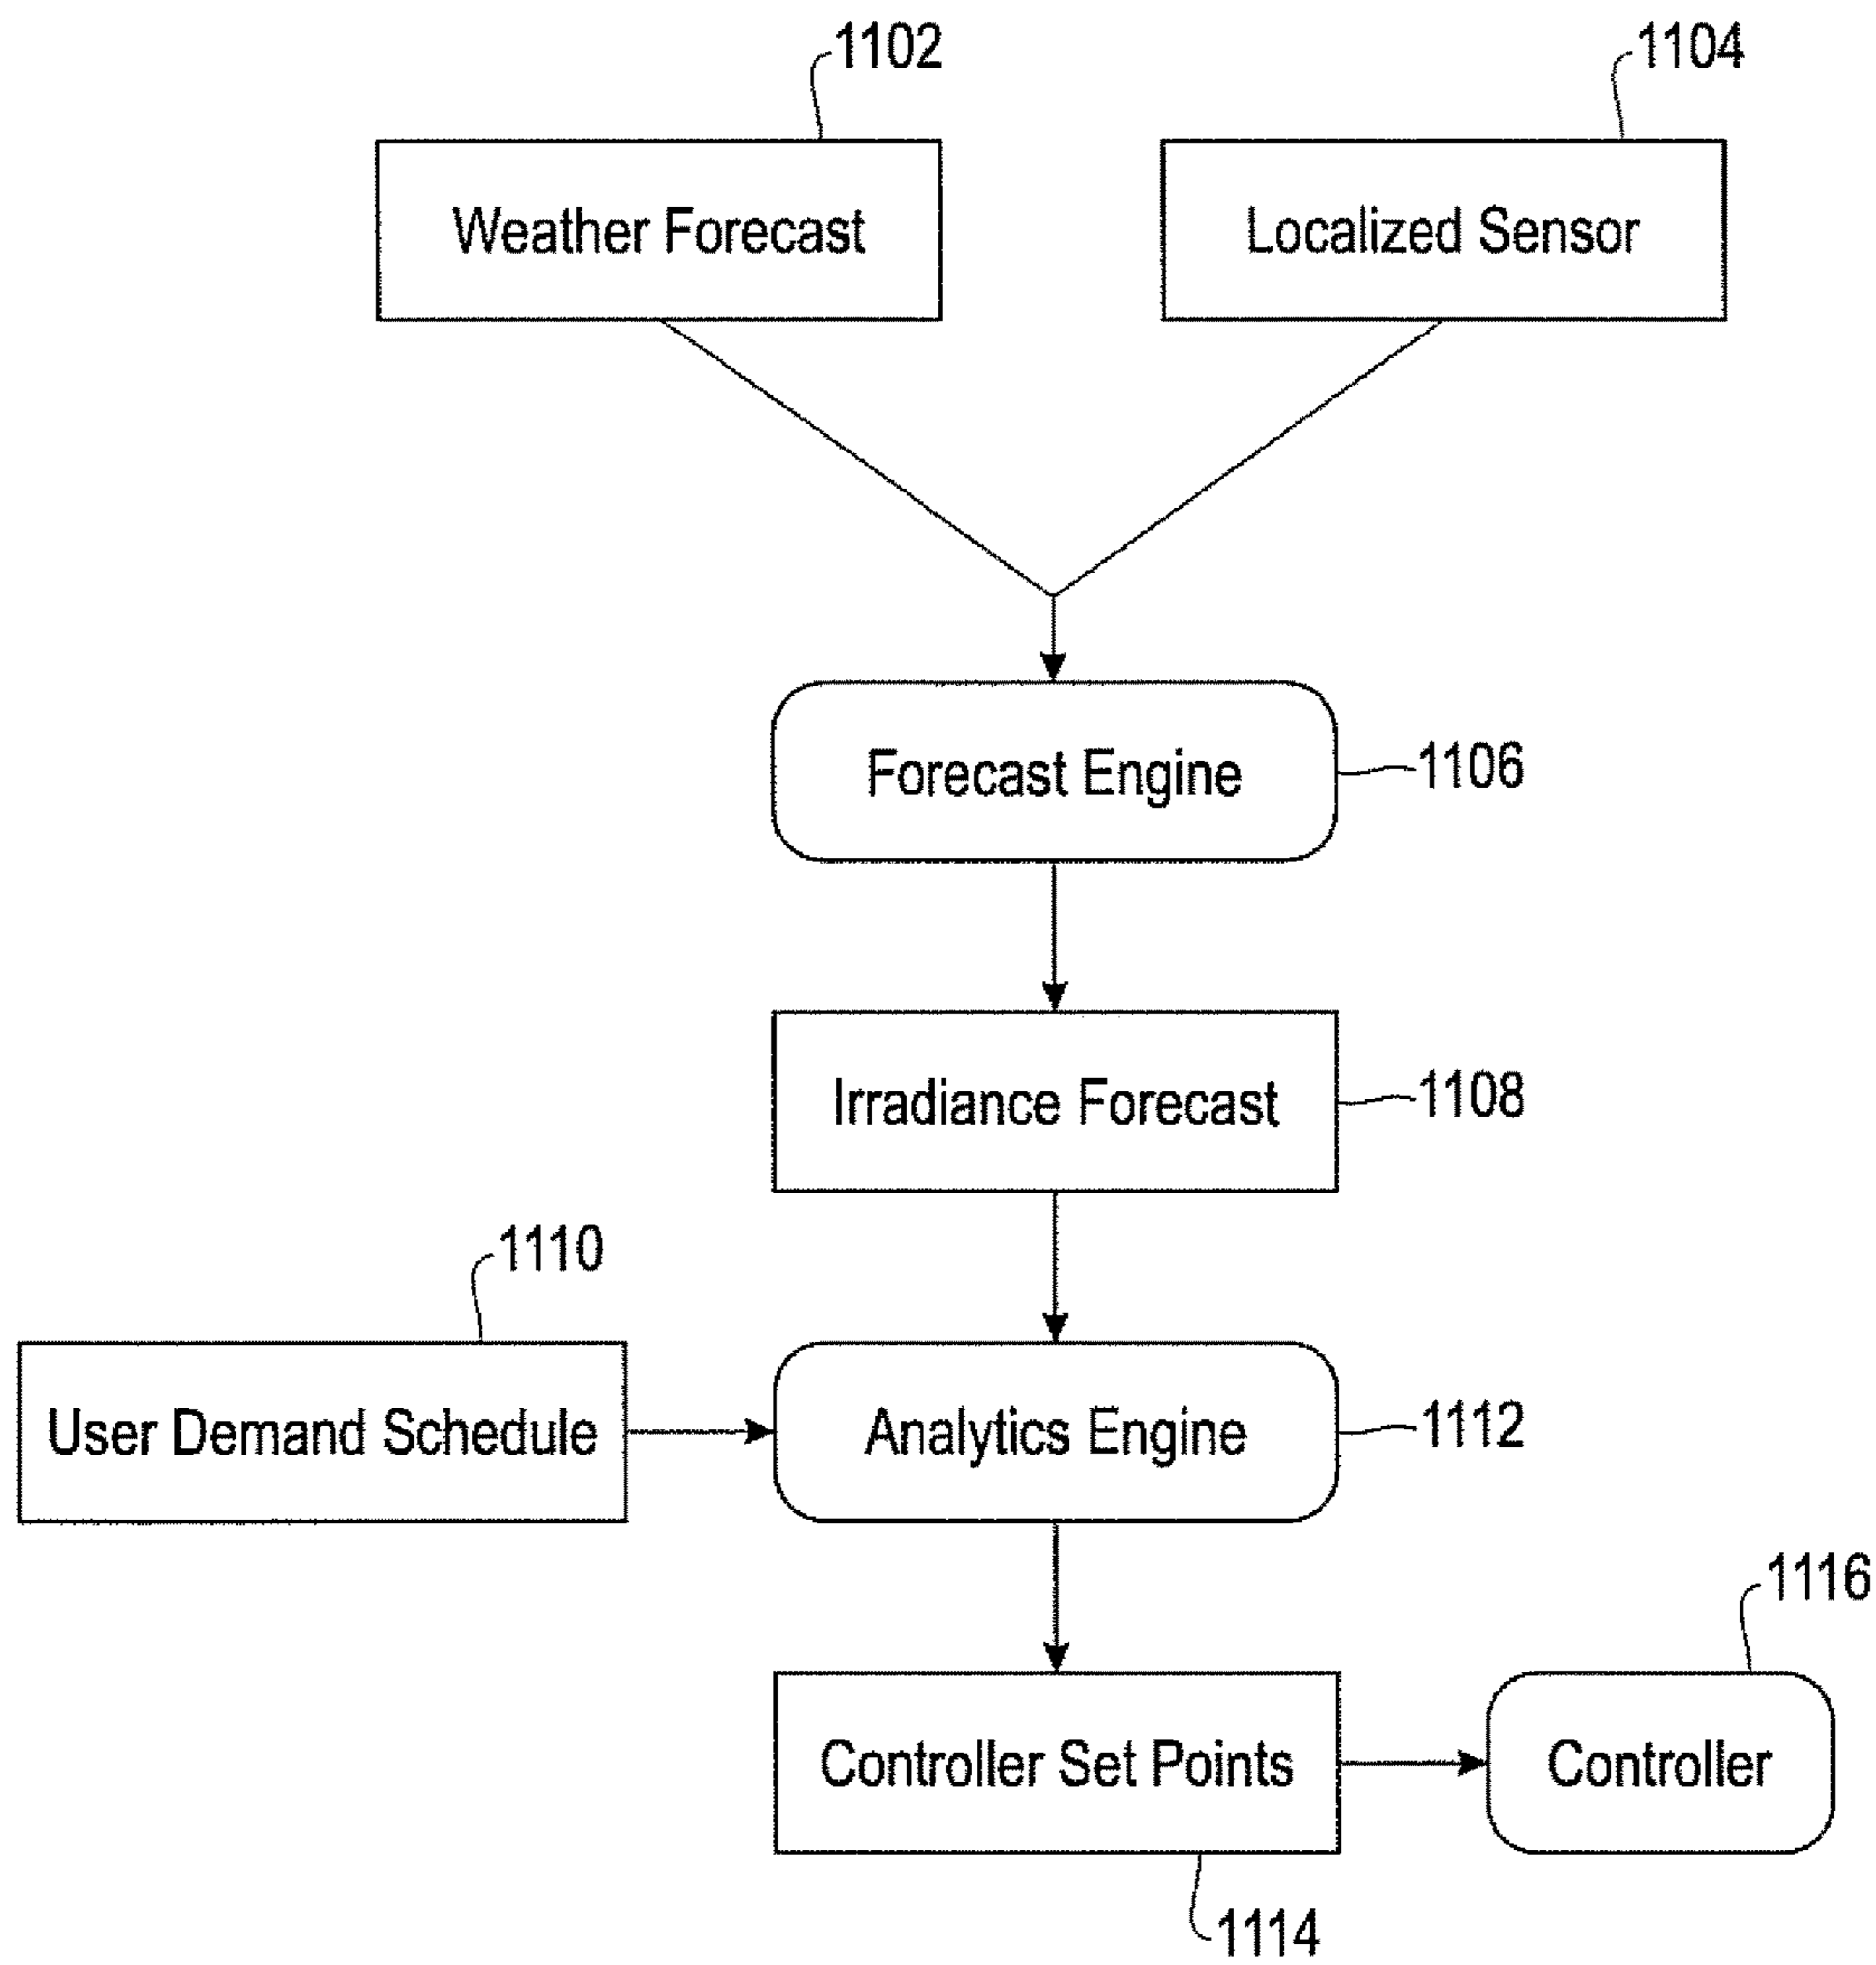 1102
1104
Weather Forecast
Localized Sensor
Forecast Engine
1106
Irradiance Forecast
1108
1110
User Demand Schedule
Analytics Engine
1112
1116
Controller Set Points
Controller
1114